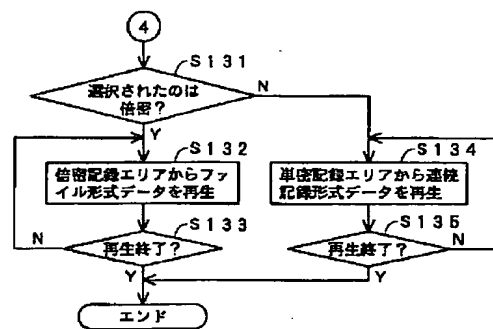 4
S131
選択されたのは
倍密？
N
Y
S132
倍密記録エリアからファ
イル形式データを再生
S134
単密記録エリアから連続
記録形式データを再生
S133
再生終了？
N
Y
S135
再生終了？
N
Y
エンド